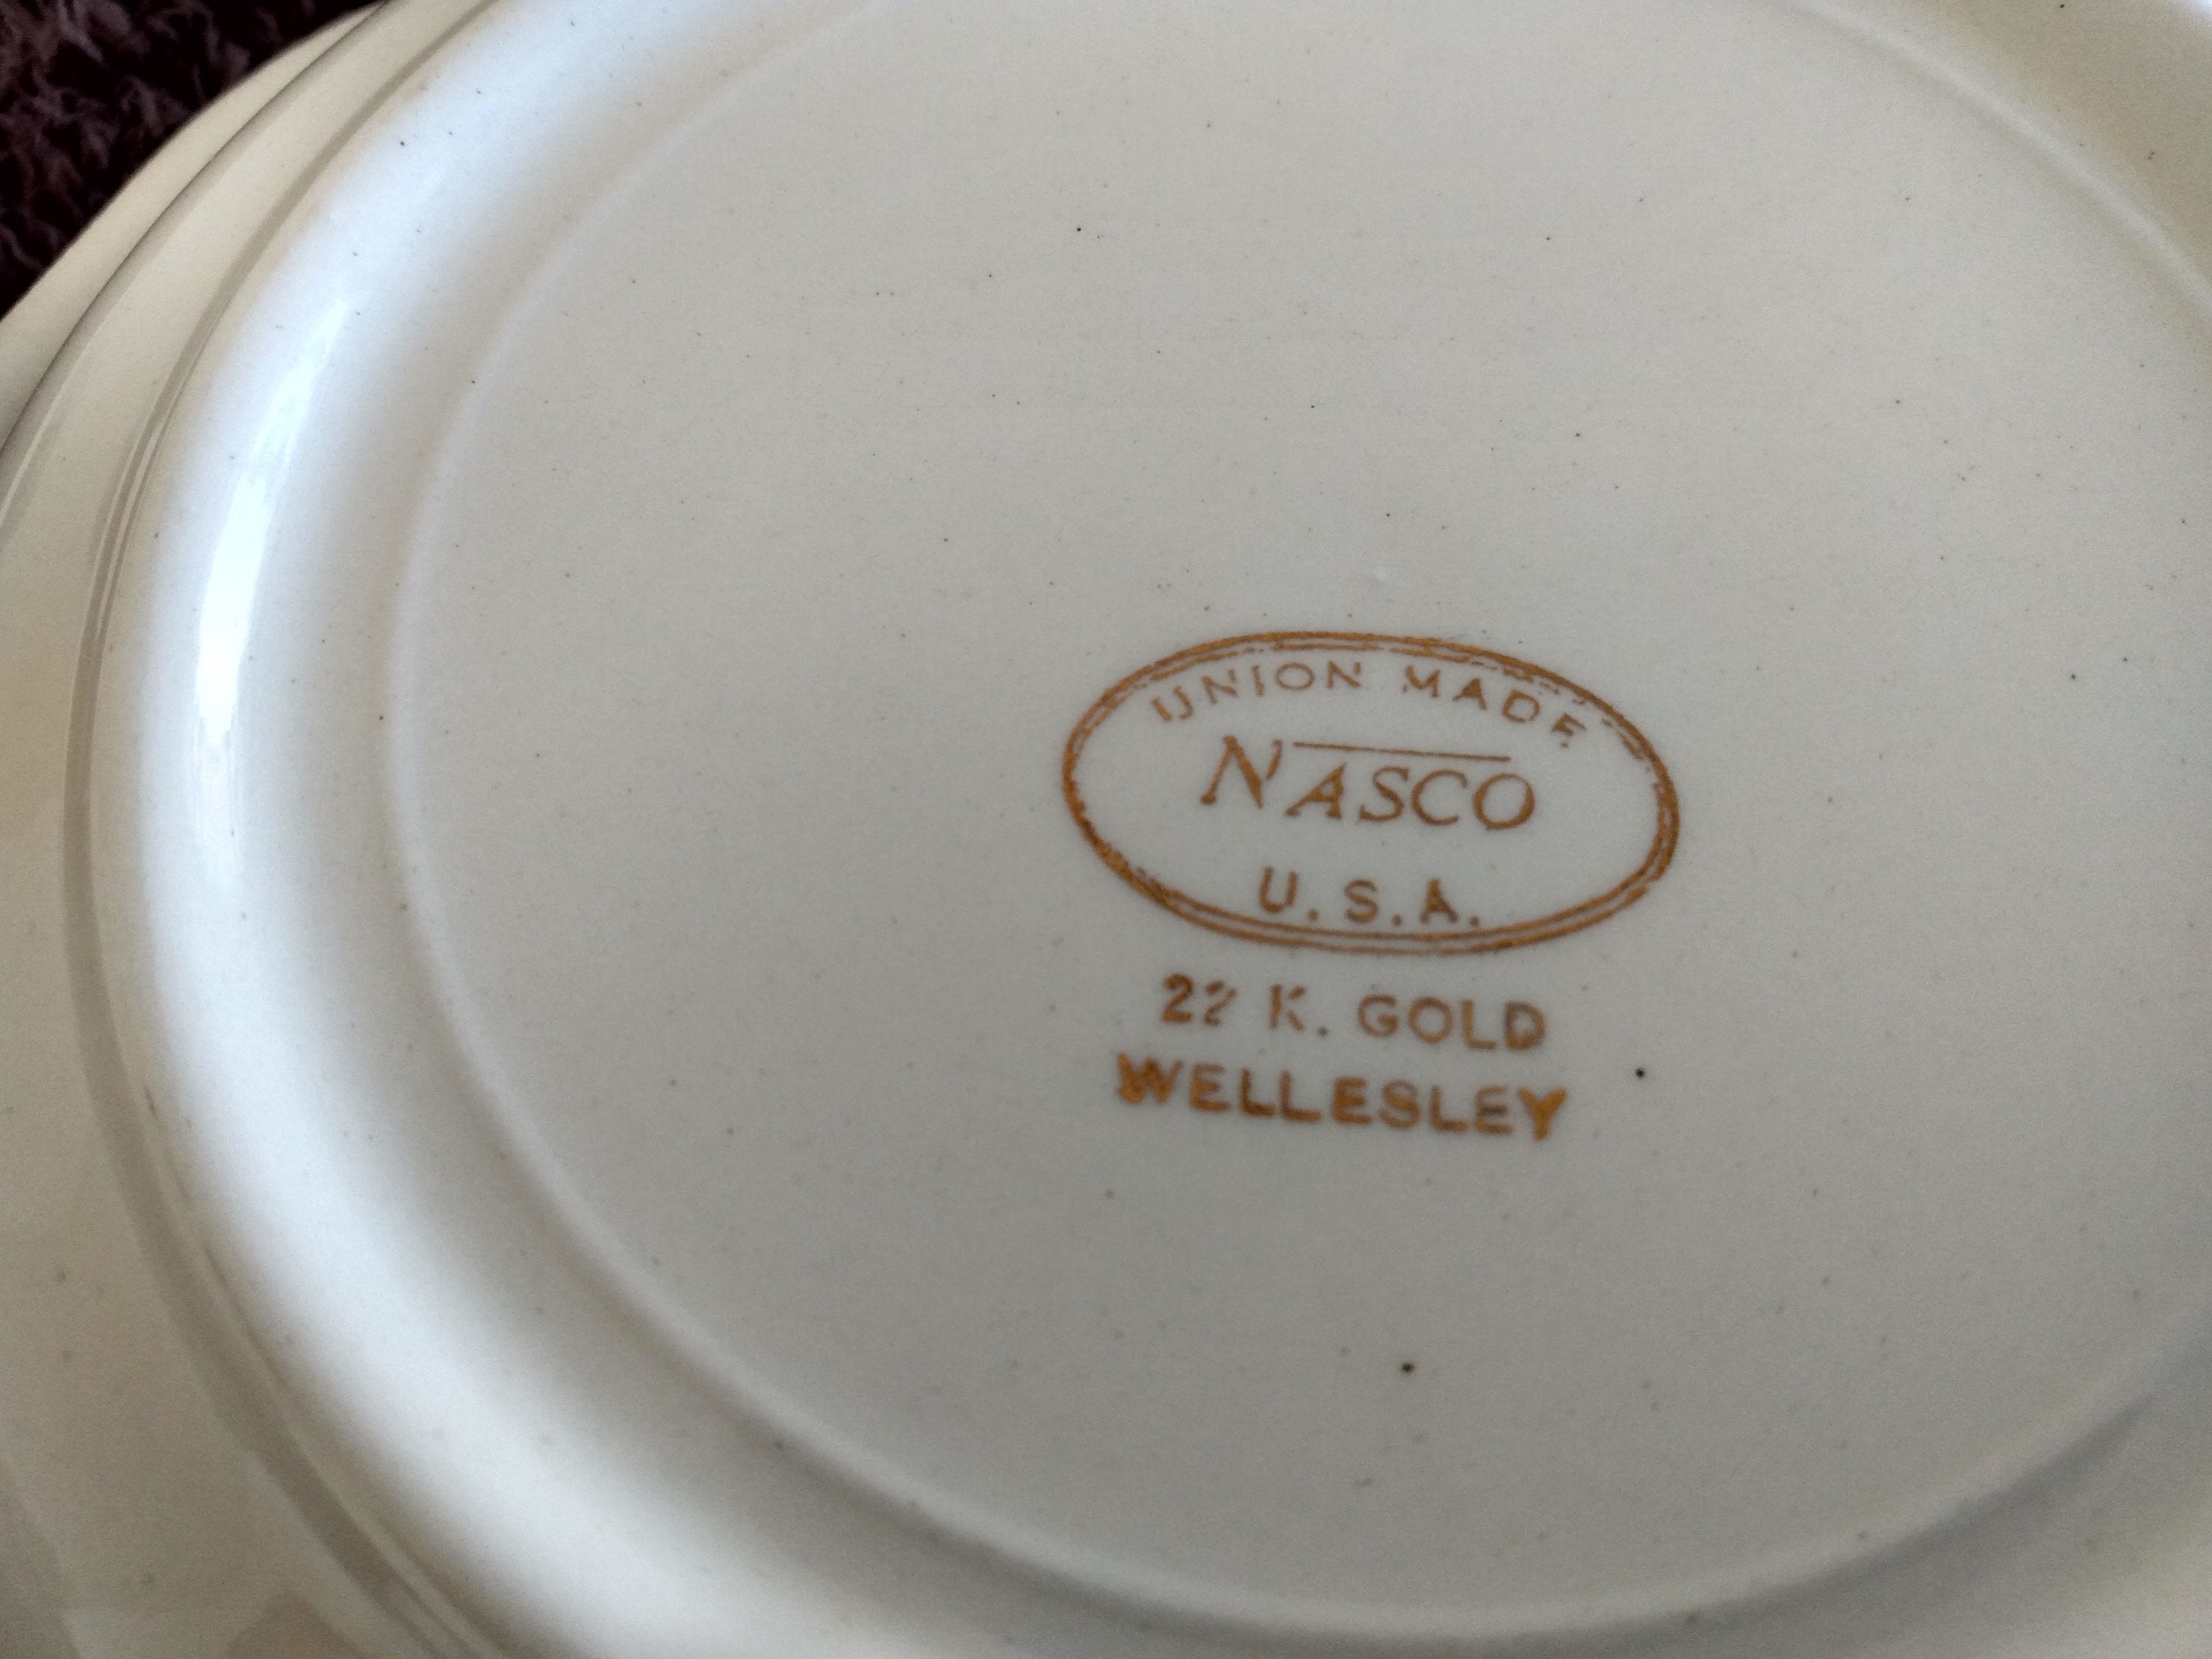 UNION MADE
NASCO
U.S.A.
22 K. GOLD
WELLESLEY